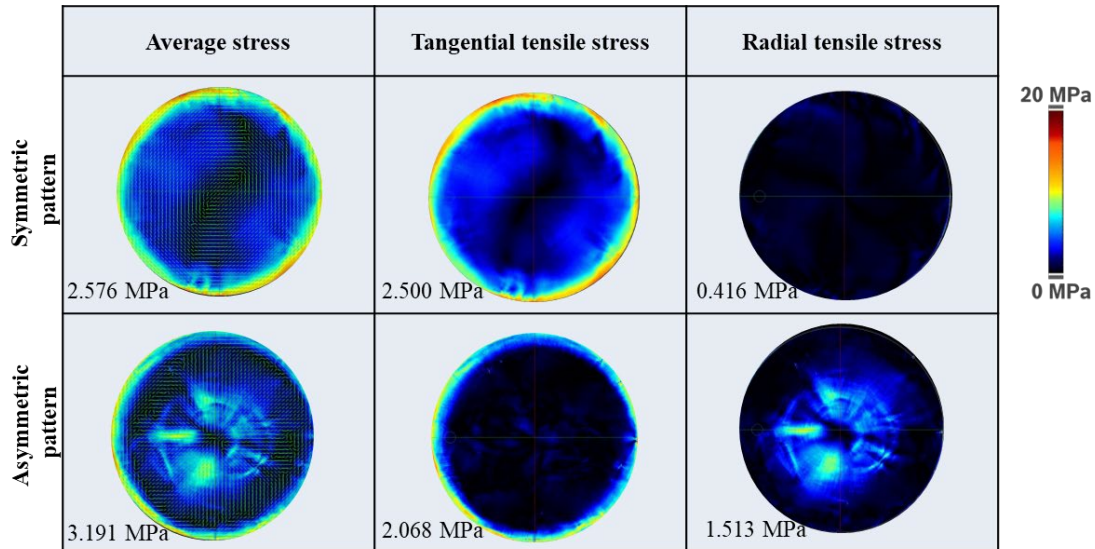 Average stress
Tangential tensile stress
Radial tensile stress
20 MPa
0 MPa
Symmetric
pattern
2.576 MPa
2.500 MPa
0.416 MPa
Asymmetric
pattern
3.191 MPa
2.068 MPa
1.513 MPa